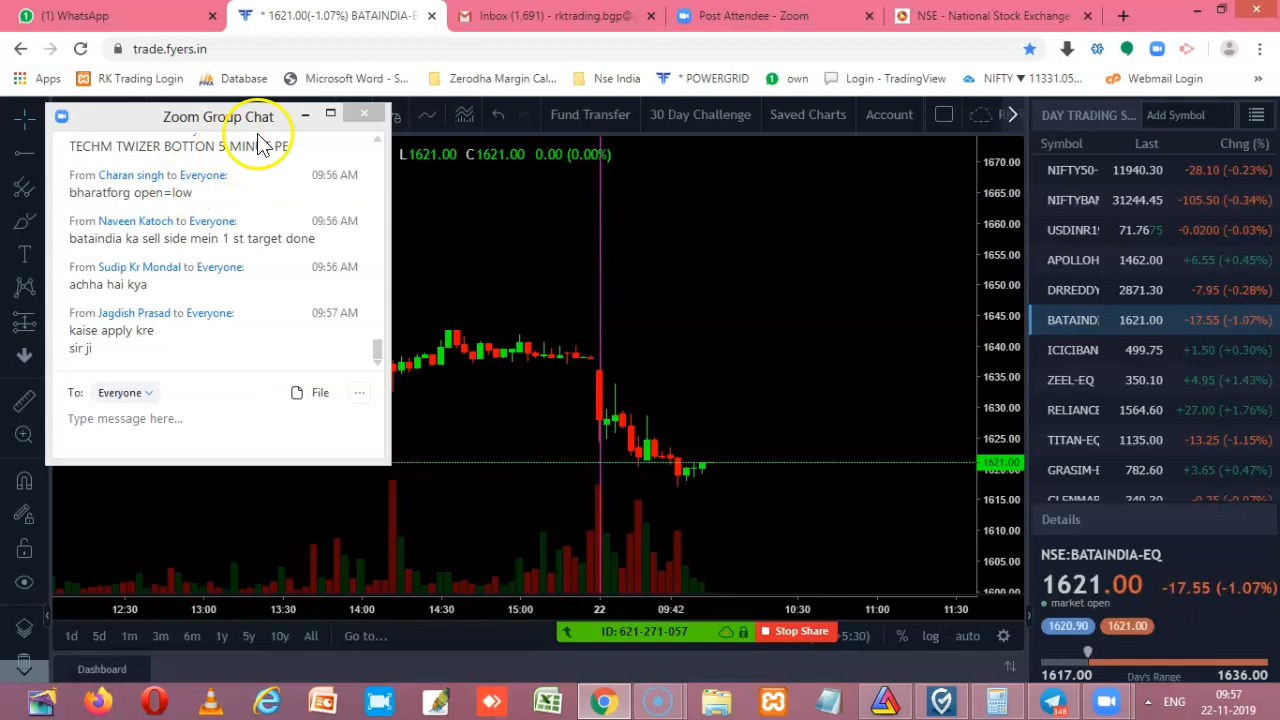 (1) WhatsApp
* 1621.00(-1.07%) BATAINDIA-E
Inbox (1,691) - rktrading.bgp@
Post Attendee - Zoom
NSE - National Stock Exchange
trade.fyers.in
Apps
RK Trading Login
Database
Microsoft Word - S...
Zerodha Margin Cal...
Nse India
* POWERGRID
own
Login - TradingView
NIFTY ▼ 11331.05...
Webmail Login
»
Zoom Group Chat
TECHM TWIZER BOTTON 5 MINU PE
From Charan singh to Everyone: 09:56 AM
bharatforg open=low
From Naveen Katoch to Everyone: 09:56 AM
bataindia ka sell side mein 1 st target done
From Sudip Kr Mondal to Everyone: 09:56 AM
achha hai kya
From Jagdish Prasad to Everyone: 09:57 AM
kaise apply kre
sir ji
To: Everyone File ...
Type message here...
Fund Transfer
30 Day Challenge
Saved Charts
Account
L1621.00 C1621.00 0.00 (0.00%)
1670.00
1665.00
1660.00
1655.00
1650.00
1645.00
1640.00
1635.00
1630.00
1625.00
1621.00
1615.00
1610.00
1605.00
1600.00
12:30 13:00 13:30 14:00 14:30 15:00 22 09:42 10:30 11:00 11:30
1d 5d 1m 3m 6m 1y 5y 10y All Go to...
ID: 621-271-057
Stop Share
+5:30) % log auto
Dashboard
DAY TRADING S...
Add Symbol
Symbol Last Chng (%)
NIFTY50- 11940.30 -28.10 (-0.23%)
NIFTYBAN 31244.45 -105.50 (-0.34%)
USDINR1 71.7675 -0.0200 (-0.03%)
APOLLOH 1462.00 +6.55 (+0.45%)
DRREDDY 2871.30 -7.95 (-0.28%)
BATAIND 1621.00 -17.55 (-1.07%)
ICICIBAN 499.75 +1.50 (+0.30%)
ZEEL-EQ 350.10 +4.95 (+1.43%)
RELIANCE 1564.60 +27.00 (+1.76%)
TITAN-EQ 1135.00 -13.25 (-1.15%)
GRASIM-E 782.60 +3.65 (+0.47%)
GLENMAR 349.30 -0.25 (-0.07%)
Details
NSE:BATAINDIA-EQ
1621.00 -17.55 (-1.07%)
market open
1620.90 1621.00
1617.00 Day's Range 1636.00
348
ENG
09:57
22-11-2019